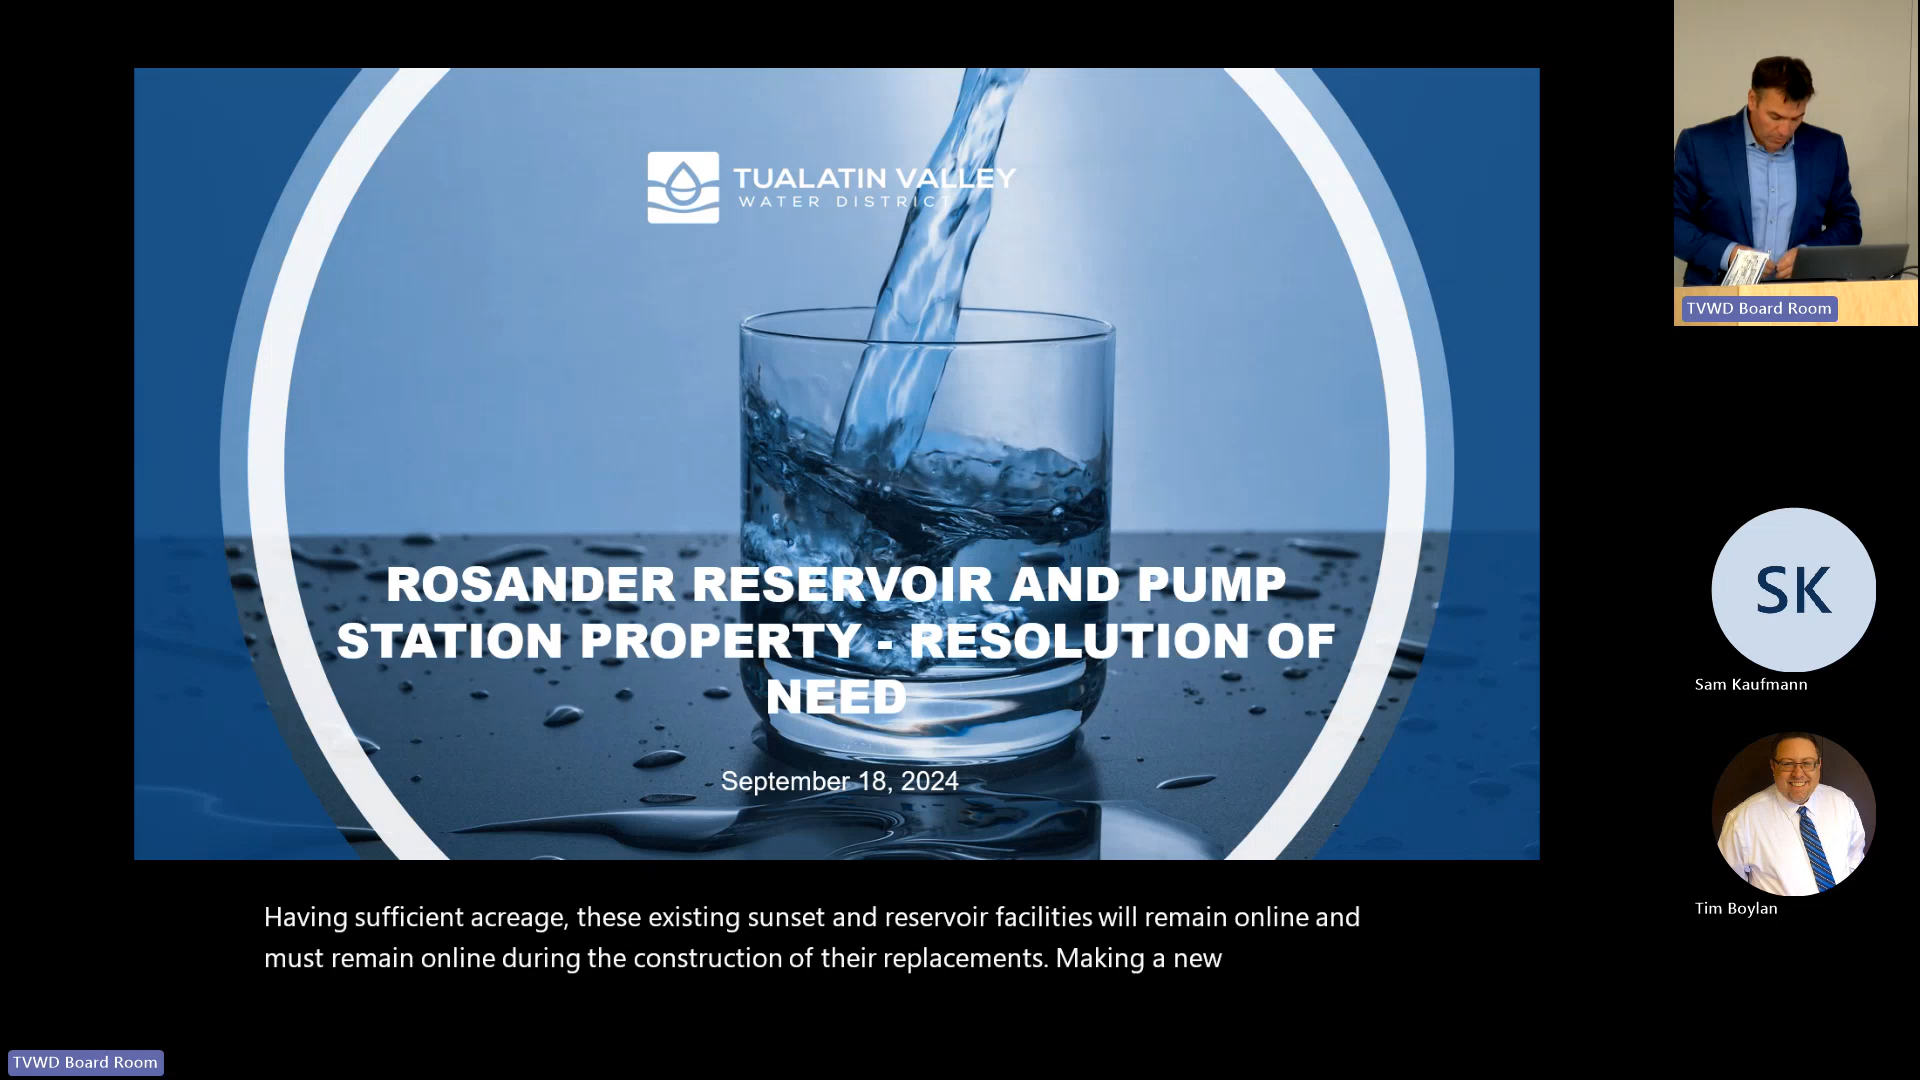 TUALATIN VALLEY
WATER DISTRICT
ROSANDER RESERVOIR AND PUMP
STATION PROPERTY - RESOLUTION OF
NEED
September 18, 2024
TVWD Board Room
SK
Sam Kaufmann
Tim Boylan
Having sufficient acreage, these existing sunset and reservoir facilities will remain online and
must remain online during the construction of their replacements. Making a new
TVWD Board Room